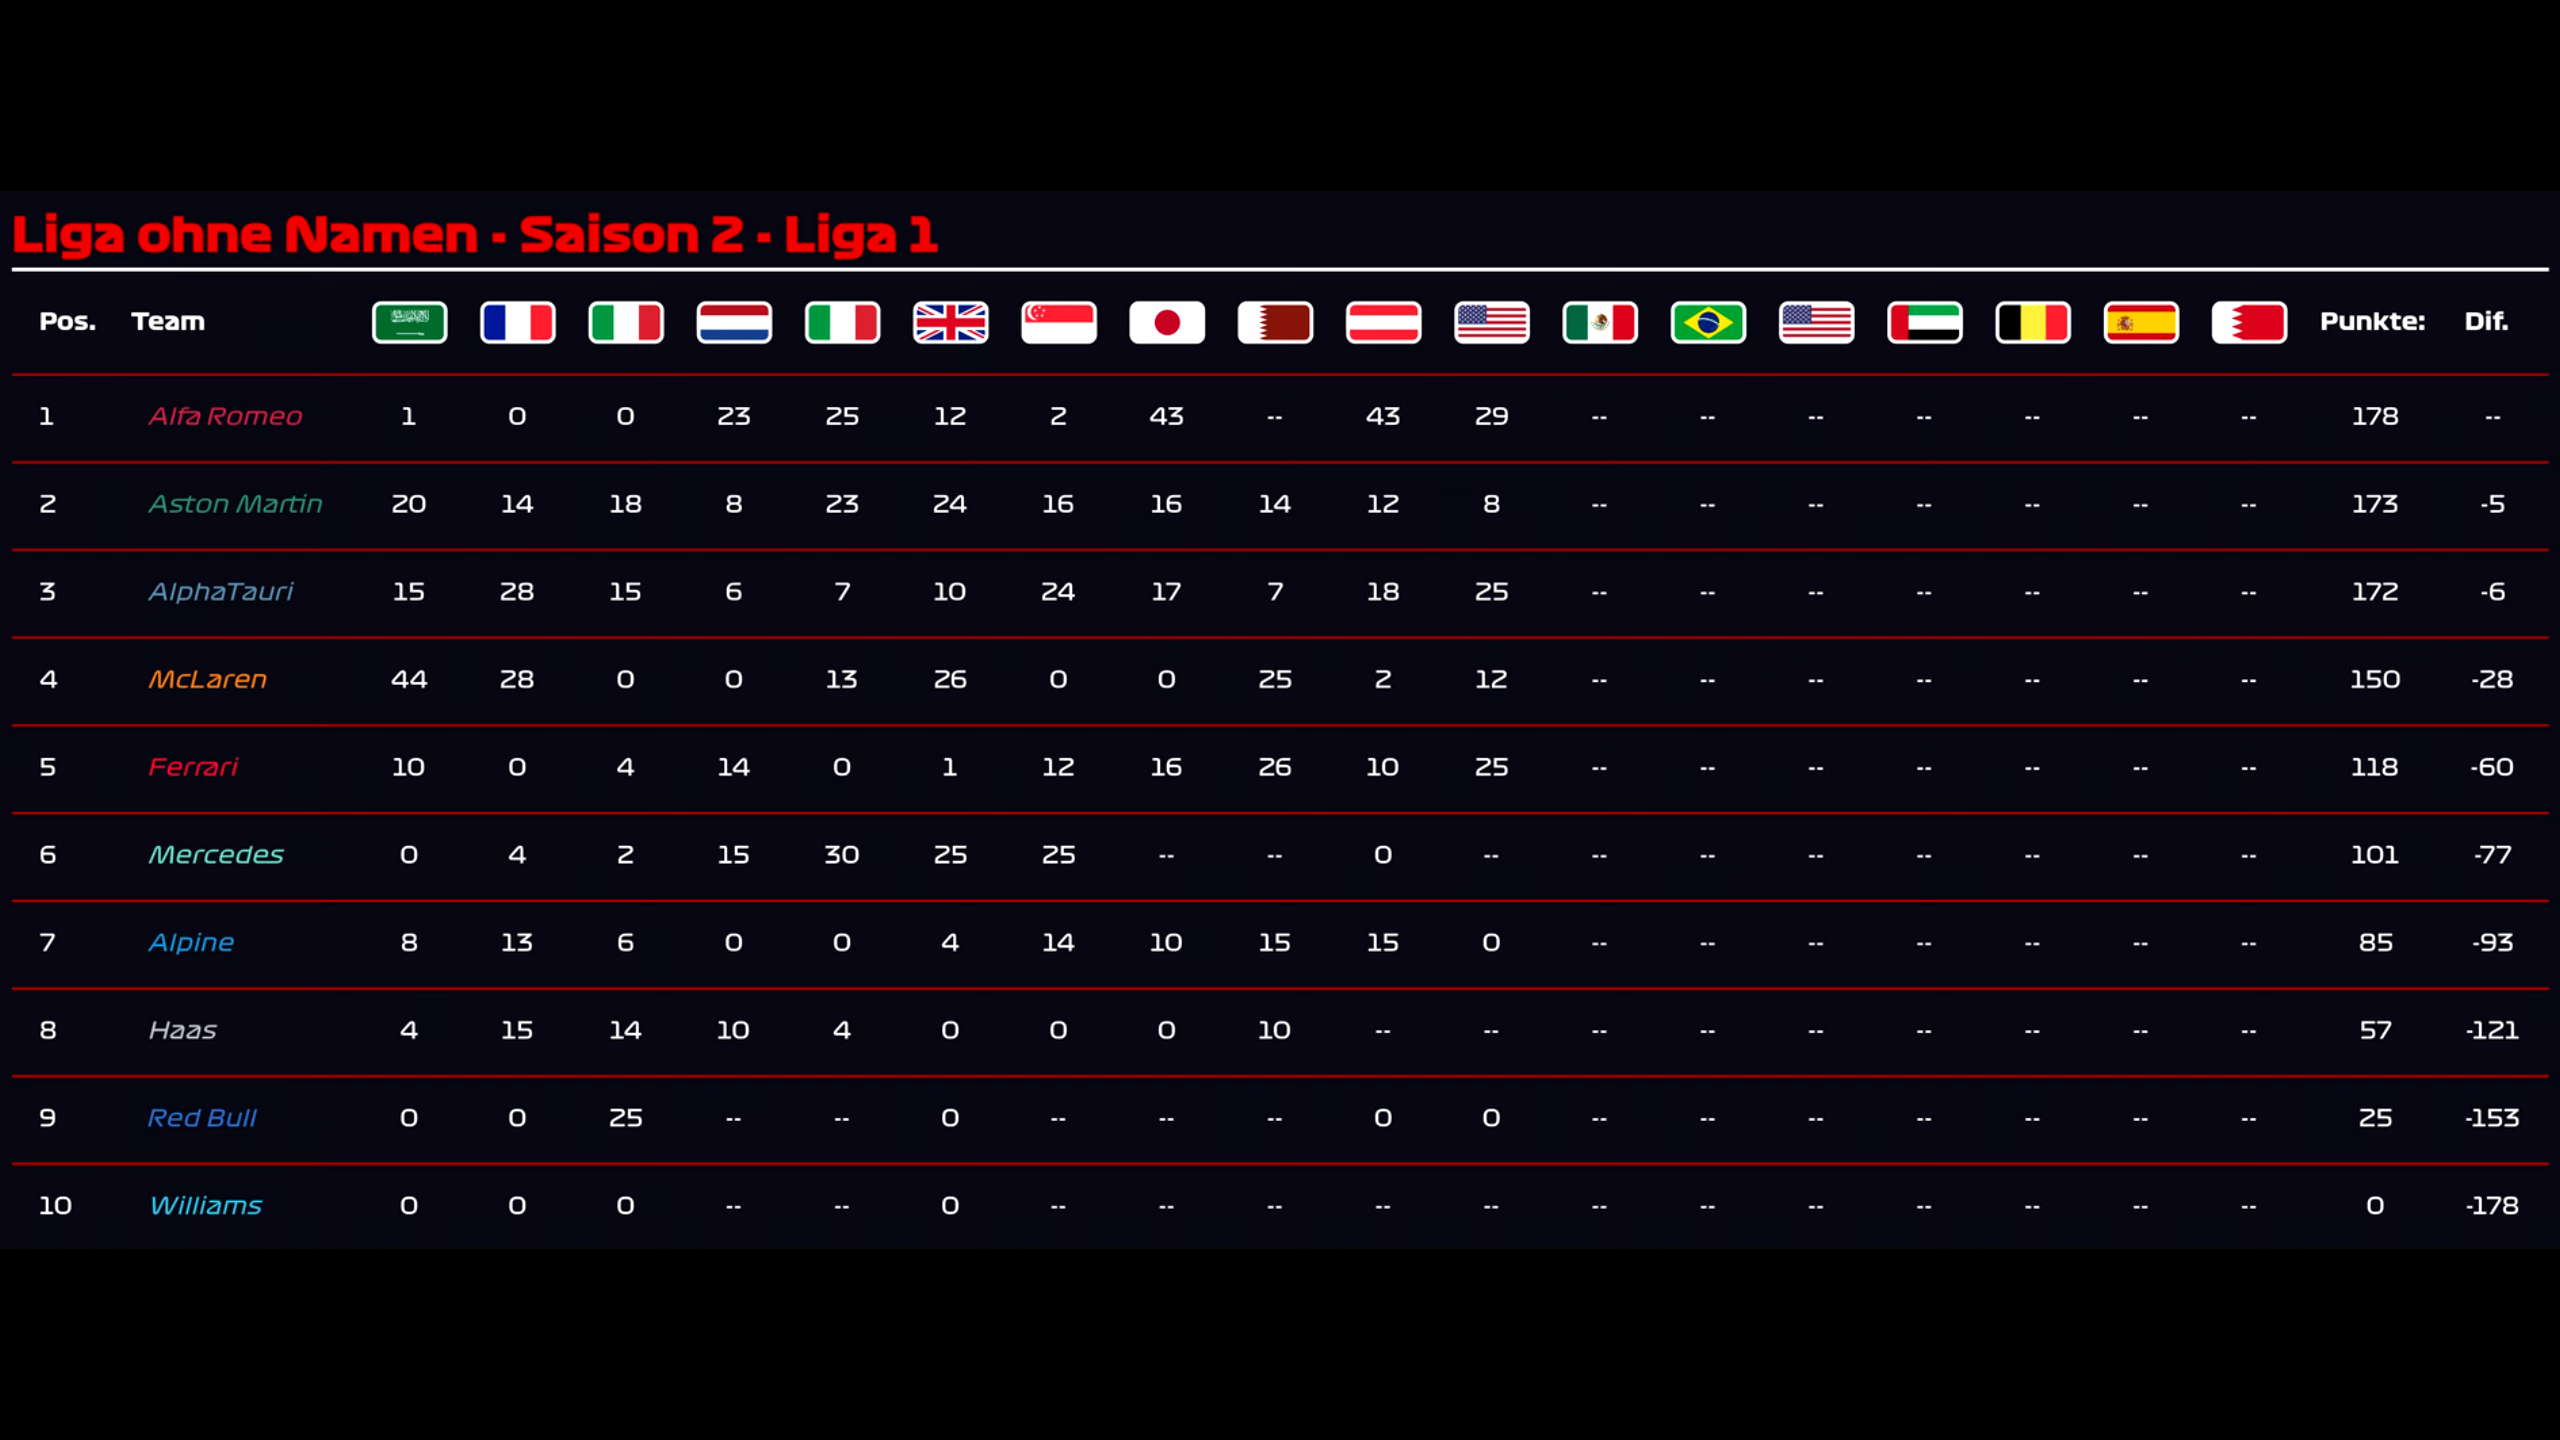 Liga ohne Namen - Saison 2 - Liga 1
Pos. Team Punkte: Dif.
1 Alfa Romeo 1 0 0 23 25 12 2 43 -- 43 29 -- -- -- -- -- -- -- 178 --
2 Aston Martin 20 14 18 8 23 24 16 16 14 12 8 -- -- -- -- -- -- -- 173 -5
3 AlphaTauri 15 28 15 6 7 10 24 17 7 18 25 -- -- -- -- -- -- -- 172 -6
4 McLaren 44 28 0 0 13 26 0 0 25 2 12 -- -- -- -- -- -- -- 150 -28
5 Ferrari 10 0 4 14 0 1 12 16 26 10 25 -- -- -- -- -- -- -- 118 -60
6 Mercedes 0 4 2 15 30 25 25 -- -- 0 -- -- -- -- -- -- -- -- 101 -77
7 Alpine 8 13 6 0 0 4 14 10 15 15 0 -- -- -- -- -- -- -- 85 -93
8 Haas 4 15 14 10 4 0 0 0 10 -- -- -- -- -- -- -- -- -- 57 -121
9 Red Bull 0 0 25 -- -- 0 -- -- -- 0 0 -- -- -- -- -- -- -- 25 -153
10 Williams 0 0 0 -- -- 0 -- -- -- -- -- -- -- -- -- -- -- -- 0 -178